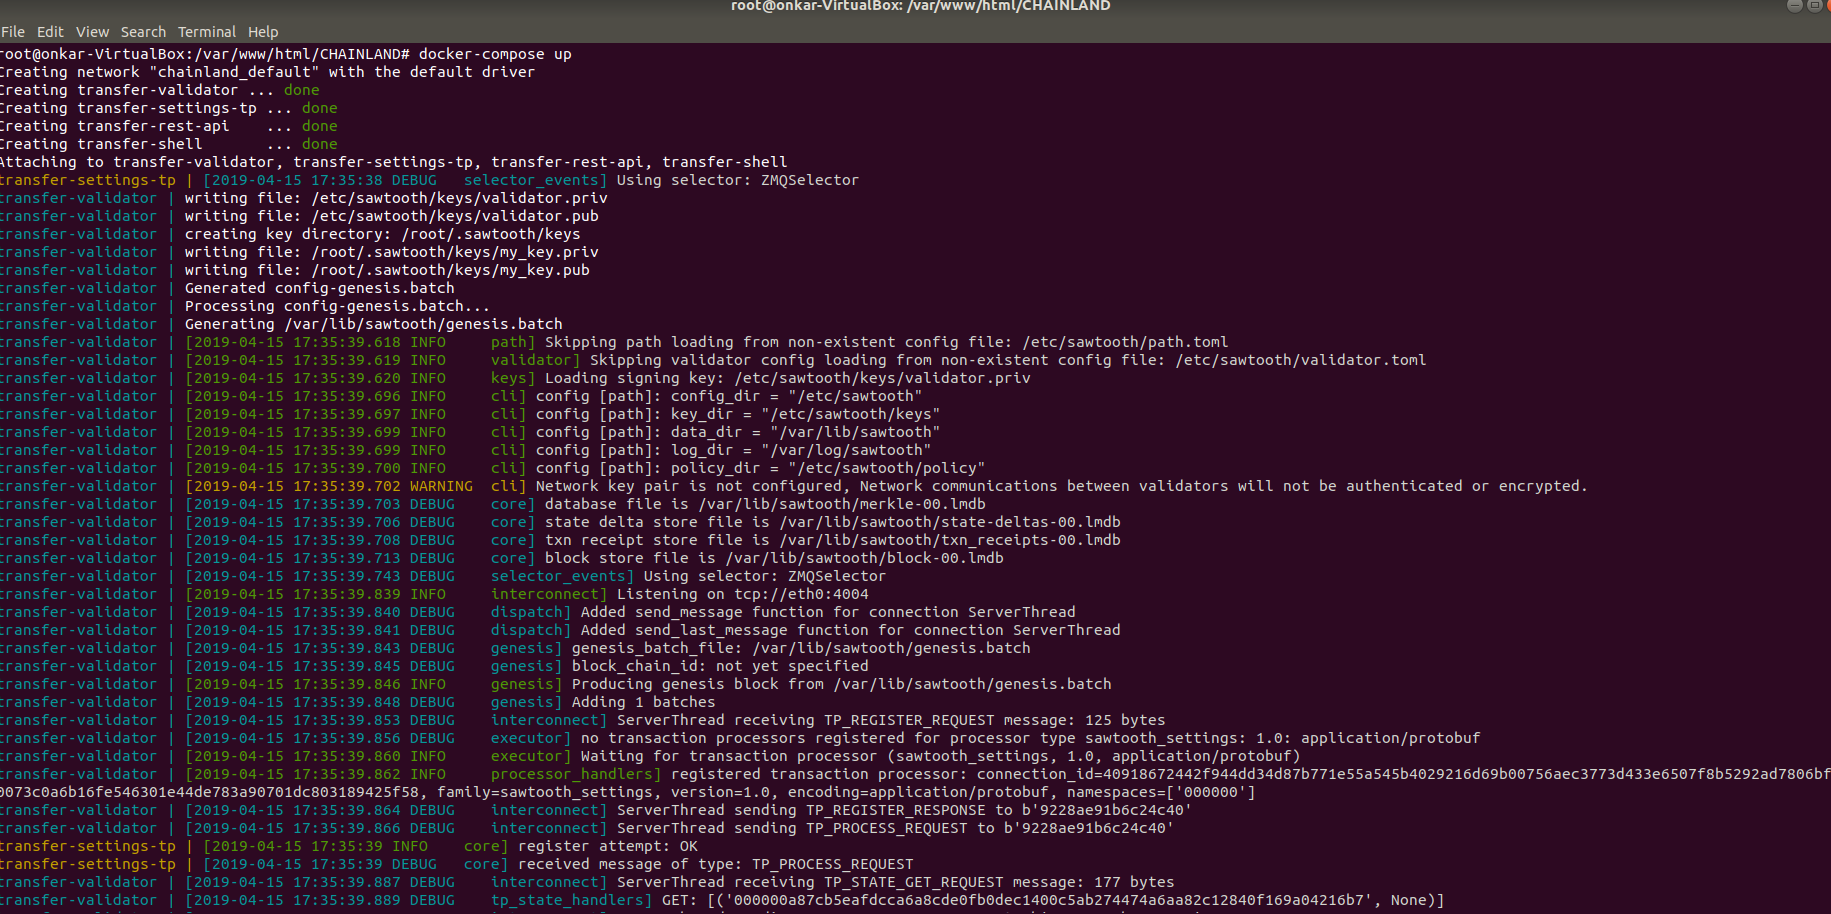 root@onkar-VirtualBox: /var/www/html/CHAINLAND
File Edit View Search Terminal Help
root@onkar-VirtualBox:/var/www/html/CHAINLAND# docker-compose up
Creating network "chainland_default" with the default driver
Creating transfer-validator ... done
Creating transfer-settings-tp ... done
Creating transfer-rest-api    ... done
Creating transfer-shell       ... done
Attaching to transfer-validator, transfer-settings-tp, transfer-rest-api, transfer-shell
transfer-settings-tp | [2019-04-15 17:35:38 DEBUG   selector_events] Using selector: ZMQSelector
transfer-validator | writing file: /etc/sawtooth/keys/validator.priv
transfer-validator | writing file: /etc/sawtooth/keys/validator.pub
transfer-validator | creating key directory: /root/.sawtooth/keys
transfer-validator | writing file: /root/.sawtooth/keys/my_key.priv
transfer-validator | writing file: /root/.sawtooth/keys/my_key.pub
transfer-validator | Generated config-genesis.batch
transfer-validator | Processing config-genesis.batch...
transfer-validator | Generating /var/lib/sawtooth/genesis.batch
transfer-validator | [2019-04-15 17:35:39.618 INFO     path] Skipping path loading from non-existent config file: /etc/sawtooth/path.toml
transfer-validator | [2019-04-15 17:35:39.619 INFO     validator] Skipping validator config loading from non-existent config file: /etc/sawtooth/validator.toml
transfer-validator | [2019-04-15 17:35:39.620 INFO     keys] Loading signing key: /etc/sawtooth/keys/validator.priv
transfer-validator | [2019-04-15 17:35:39.696 INFO     cli] config [path]: config_dir = "/etc/sawtooth"
transfer-validator | [2019-04-15 17:35:39.697 INFO     cli] config [path]: key_dir = "/etc/sawtooth/keys"
transfer-validator | [2019-04-15 17:35:39.699 INFO     cli] config [path]: data_dir = "/var/lib/sawtooth"
transfer-validator | [2019-04-15 17:35:39.699 INFO     cli] config [path]: log_dir = "/var/log/sawtooth"
transfer-validator | [2019-04-15 17:35:39.700 INFO     cli] config [path]: policy_dir = "/etc/sawtooth/policy"
transfer-validator | [2019-04-15 17:35:39.702 WARNING  cli] Network key pair is not configured, Network communications between validators will not be authenticated or encrypted.
transfer-validator | [2019-04-15 17:35:39.703 DEBUG    core] database file is /var/lib/sawtooth/merkle-00.lmdb
transfer-validator | [2019-04-15 17:35:39.706 DEBUG    core] state delta store file is /var/lib/sawtooth/state-deltas-00.lmdb
transfer-validator | [2019-04-15 17:35:39.708 DEBUG    core] txn receipt store file is /var/lib/sawtooth/txn_receipts-00.lmdb
transfer-validator | [2019-04-15 17:35:39.713 DEBUG    core] block store file is /var/lib/sawtooth/block-00.lmdb
transfer-validator | [2019-04-15 17:35:39.743 DEBUG    selector_events] Using selector: ZMQSelector
transfer-validator | [2019-04-15 17:35:39.839 INFO     interconnect] Listening on tcp://eth0:4004
transfer-validator | [2019-04-15 17:35:39.840 DEBUG    dispatch] Added send_message function for connection ServerThread
transfer-validator | [2019-04-15 17:35:39.841 DEBUG    dispatch] Added send_last_message function for connection ServerThread
transfer-validator | [2019-04-15 17:35:39.843 DEBUG    genesis] genesis_batch_file: /var/lib/sawtooth/genesis.batch
transfer-validator | [2019-04-15 17:35:39.845 DEBUG    genesis] block_chain_id: not yet specified
transfer-validator | [2019-04-15 17:35:39.846 INFO     genesis] Producing genesis block from /var/lib/sawtooth/genesis.batch
transfer-validator | [2019-04-15 17:35:39.848 DEBUG    genesis] Adding 1 batches
transfer-validator | [2019-04-15 17:35:39.853 DEBUG    interconnect] ServerThread receiving TP_REGISTER_REQUEST message: 125 bytes
transfer-validator | [2019-04-15 17:35:39.856 DEBUG    executor] no transaction processors registered for processor type sawtooth_settings: 1.0: application/protobuf
transfer-validator | [2019-04-15 17:35:39.860 INFO     executor] Waiting for transaction processor (sawtooth_settings, 1.0, application/protobuf)
transfer-validator | [2019-04-15 17:35:39.862 INFO     processor_handlers] registered transaction processor: connection_id=40918672442f944dd34d87b771e55a545b4029216d69b00756aec3773d433e6507f8b5292ad7806bf
0073c0a6b16fe546301e44de783a90701dc803189425f58, family=sawtooth_settings, version=1.0, encoding=application/protobuf, namespaces=['000000']
transfer-validator | [2019-04-15 17:35:39.864 DEBUG    interconnect] ServerThread sending TP_REGISTER_RESPONSE to b'9228ae91b6c24c40'
transfer-validator | [2019-04-15 17:35:39.866 DEBUG    interconnect] ServerThread sending TP_PROCESS_REQUEST to b'9228ae91b6c24c40'
transfer-settings-tp | [2019-04-15 17:35:39 INFO    core] register attempt: OK
transfer-settings-tp | [2019-04-15 17:35:39 DEBUG   core] received message of type: TP_PROCESS_REQUEST
transfer-validator | [2019-04-15 17:35:39.887 DEBUG    interconnect] ServerThread receiving TP_STATE_GET_REQUEST message: 177 bytes
transfer-validator | [2019-04-15 17:35:39.889 DEBUG    tp_state_handlers] GET: [('000000a87cb5eafdcca6a8cde0fb0dec1400c5ab274474a6aa82c12840f169a04216b7', None)]